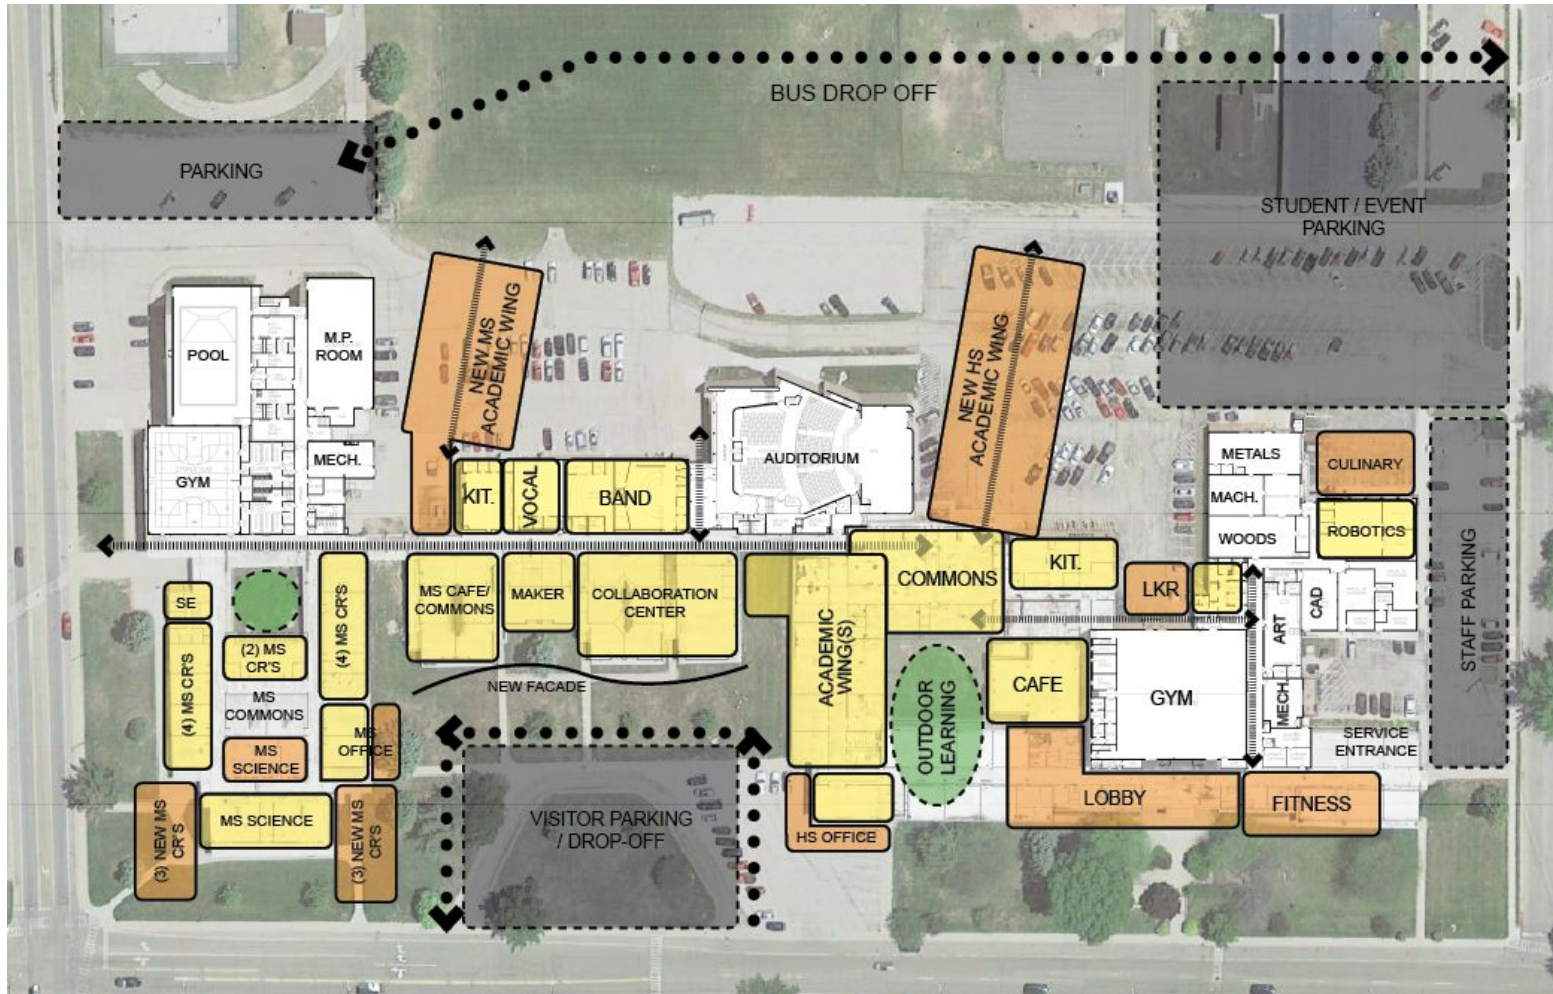 BUS DROP OFF
PARKING
STUDENT / EVENT
PARKING
NEW MS
ACADEMIC WING
NEW HS
ACADEMIC WING
POOL
M.P.
ROOM
MECH.
GYM
KIT.
VOCAL
BAND
AUDITORIUM
METALS
MACH.
WOODS
CULINARY
ROBOTICS
STAFF PARKING
SE
(4) MS CR'S
(2) MS
CR'S
MS
COMMONS
MS
SCIENCE
(4) MS CR'S
MS
OFFICE
(3) NEW MS
CR'S
MS SCIENCE
(3) NEW MS
CR'S
MS CAFE/
COMMONS
MAKER
COLLABORATION
CENTER
NEW FACADE
VISITOR PARKING
/ DROP-OFF
ACADEMIC
WING(S)
COMMONS
KIT.
LKR
ART
CAD
MECH
OUTDOOR
LEARNING
CAFE
GYM
SERVICE
ENTRANCE
LOBBY
FITNESS
HS OFFICE